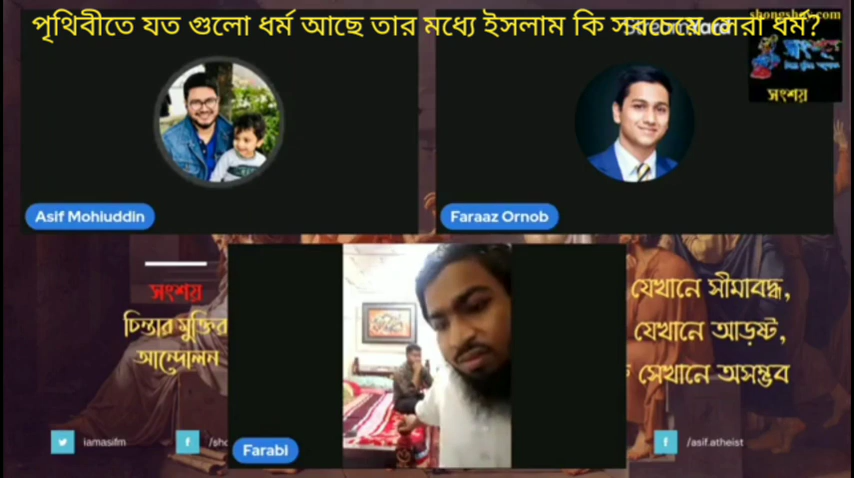 পৃথিবীতে যত গুলো ধর্ম আছে তার মধ্যে ইসলাম কি সবচেয়ে সেরা ধর্ম?
shongshoy.com
সংশয়
Asif Mohiuddin
Faraaz Ornob
সংশয়
চিন্তার মুক্তির
আন্দোলন
যেখানে সীমাবদ্ধ,
যেখানে আড়ষ্ট,
সেখানে অসম্ভব
iamasifm
/sho
/asif.atheist
Farabi